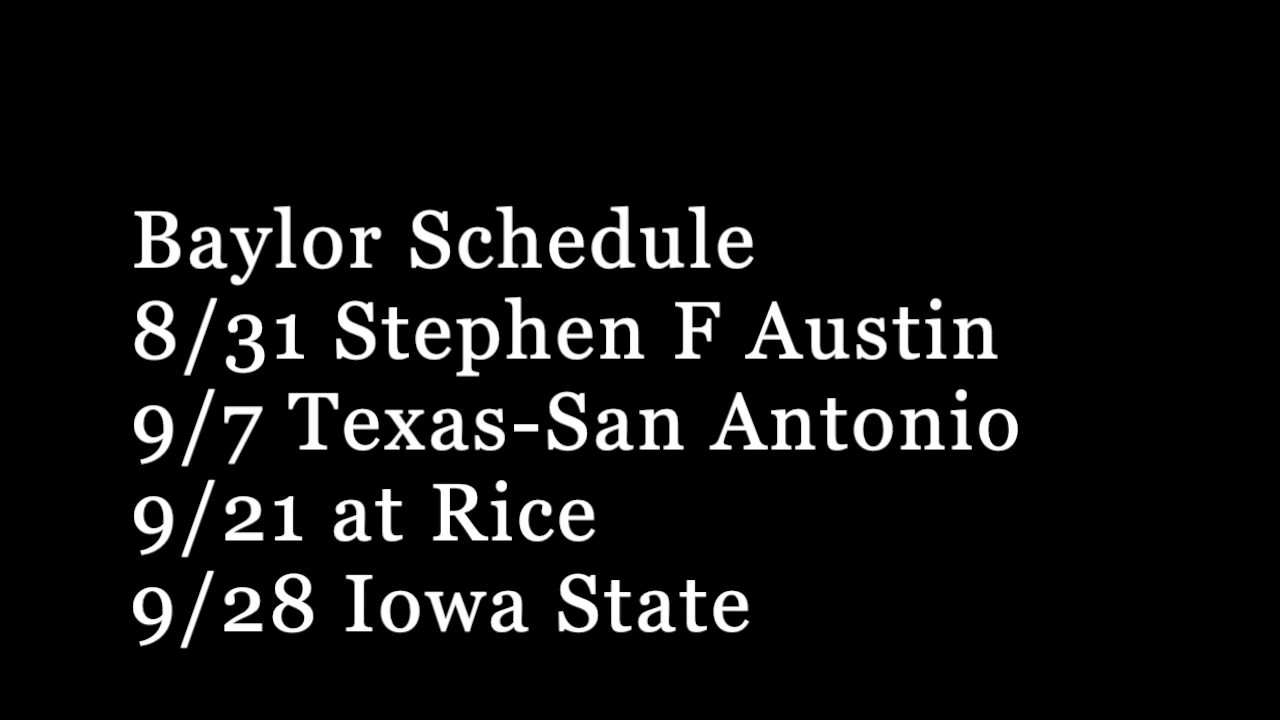 Baylor Schedule
8/31 Stephen F Austin
9/7 Texas-San Antonio
9/21 at Rice
9/28 Iowa State